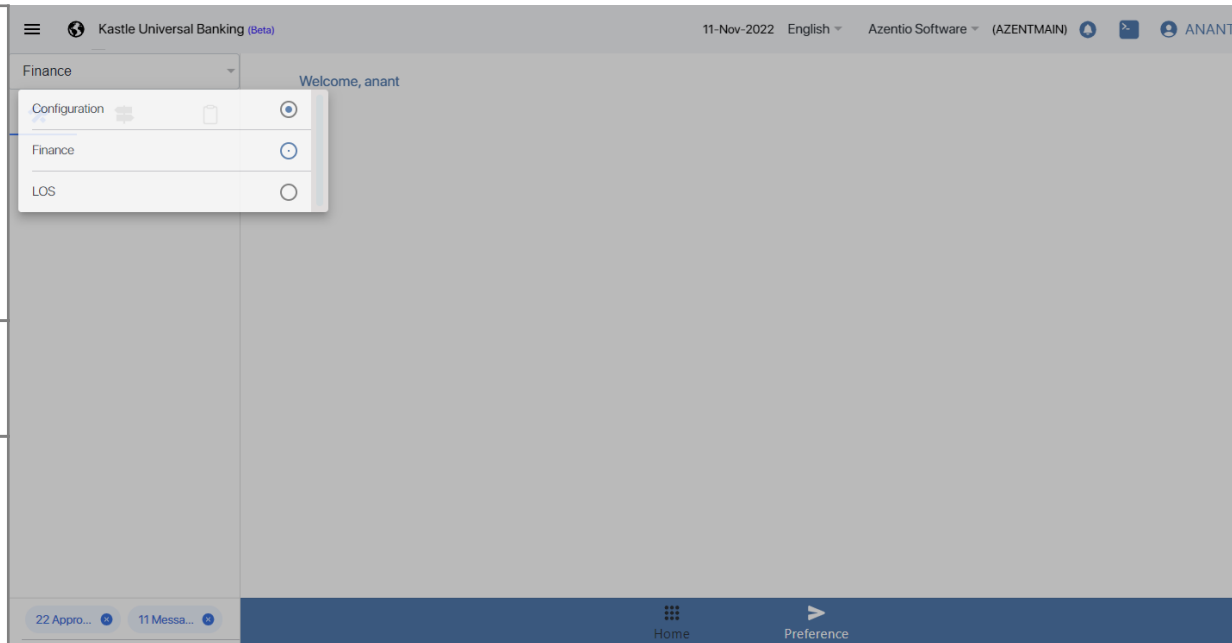 Kastle Universal Banking (Beta) 11-Nov-2022 English Azentio Software (AZENTMAIN) ANANT
Finance
Welcome, anant
Configuration
Finance
LOS
22 Appro... 11 Messa...
Home Preference